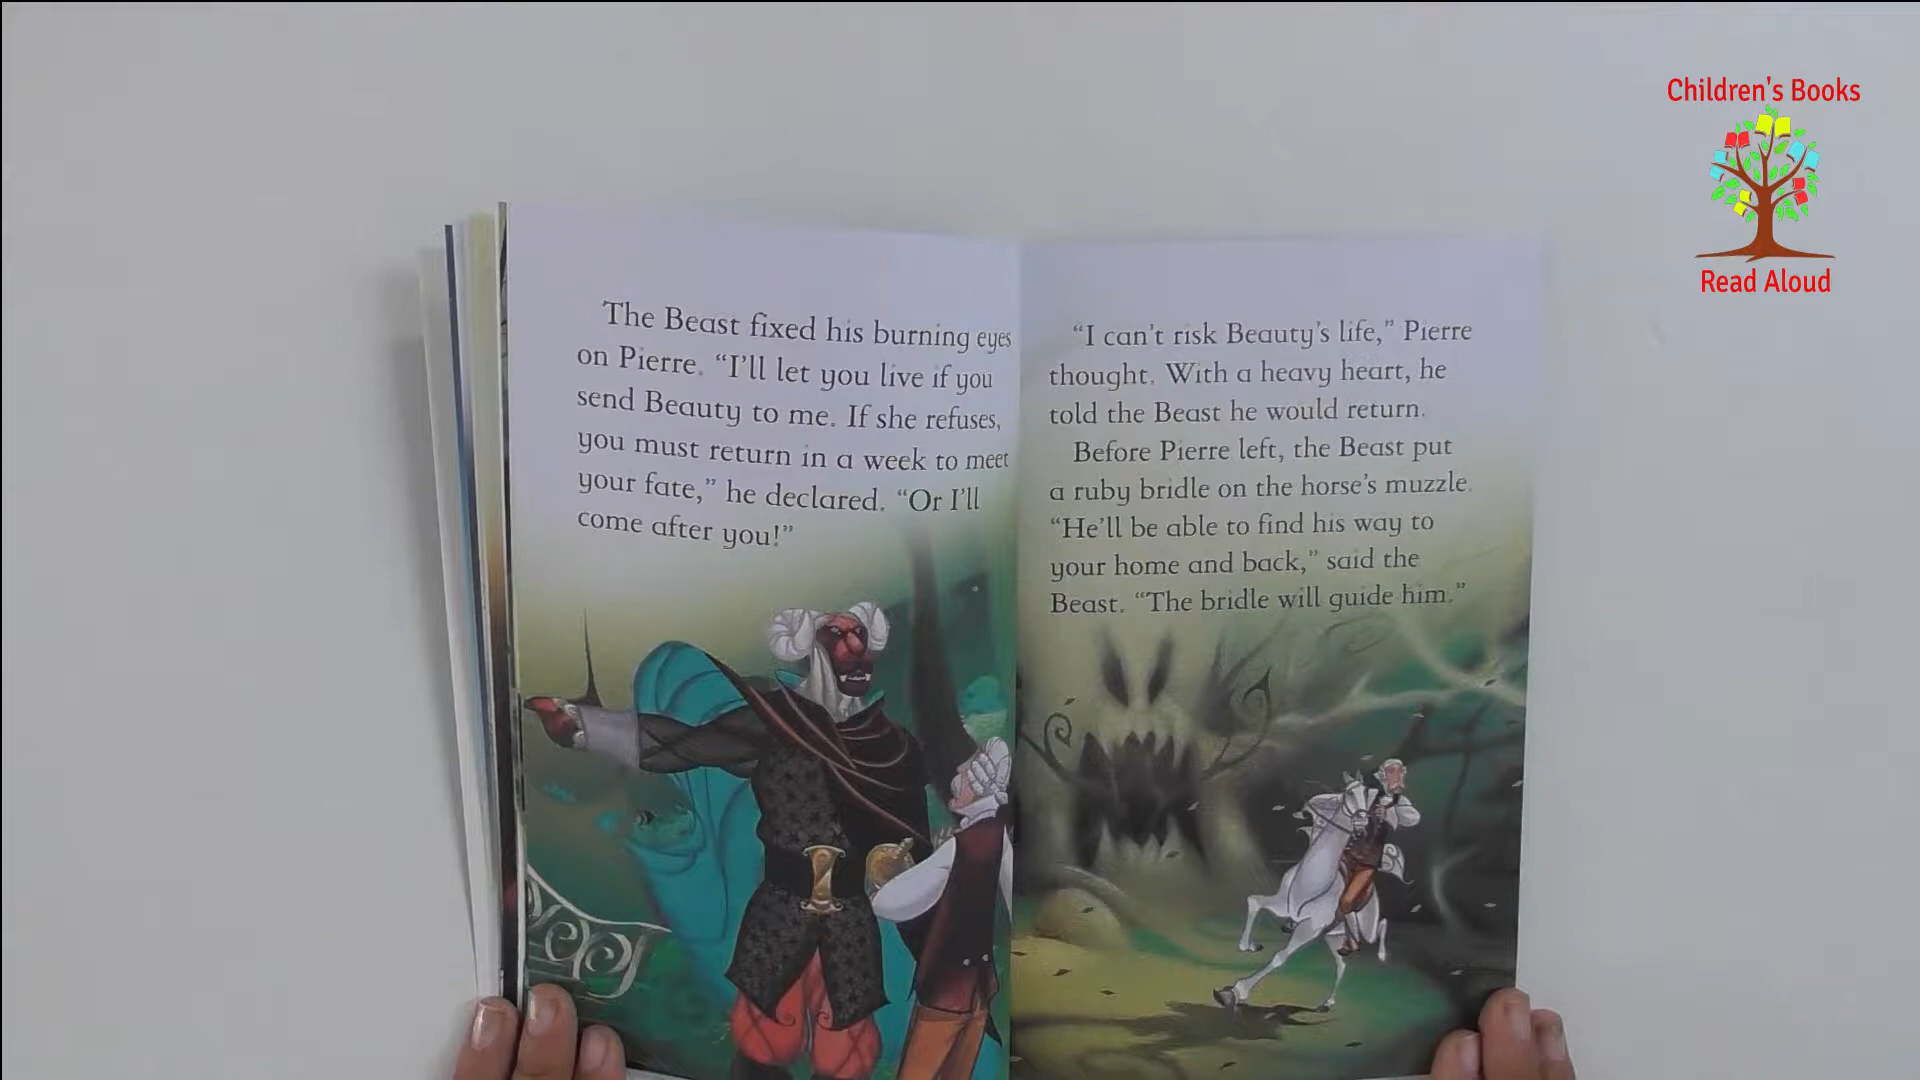 Children's Books
Read Aloud
The Beast fixed his burning eyes
on Pierre. “I’ll let you live if you
send Beauty to me. If she refuses,
you must return in a week to meet
your fate,” he declared. “Or I’ll
come after you!”
“I can’t risk Beauty’s life,” Pierre
thought. With a heavy heart, he
told the Beast he would return.
Before Pierre left, the Beast put
a ruby bridle on the horse’s muzzle.
“He’ll be able to find his way to
your home and back,” said the
Beast. “The bridle will guide him.”